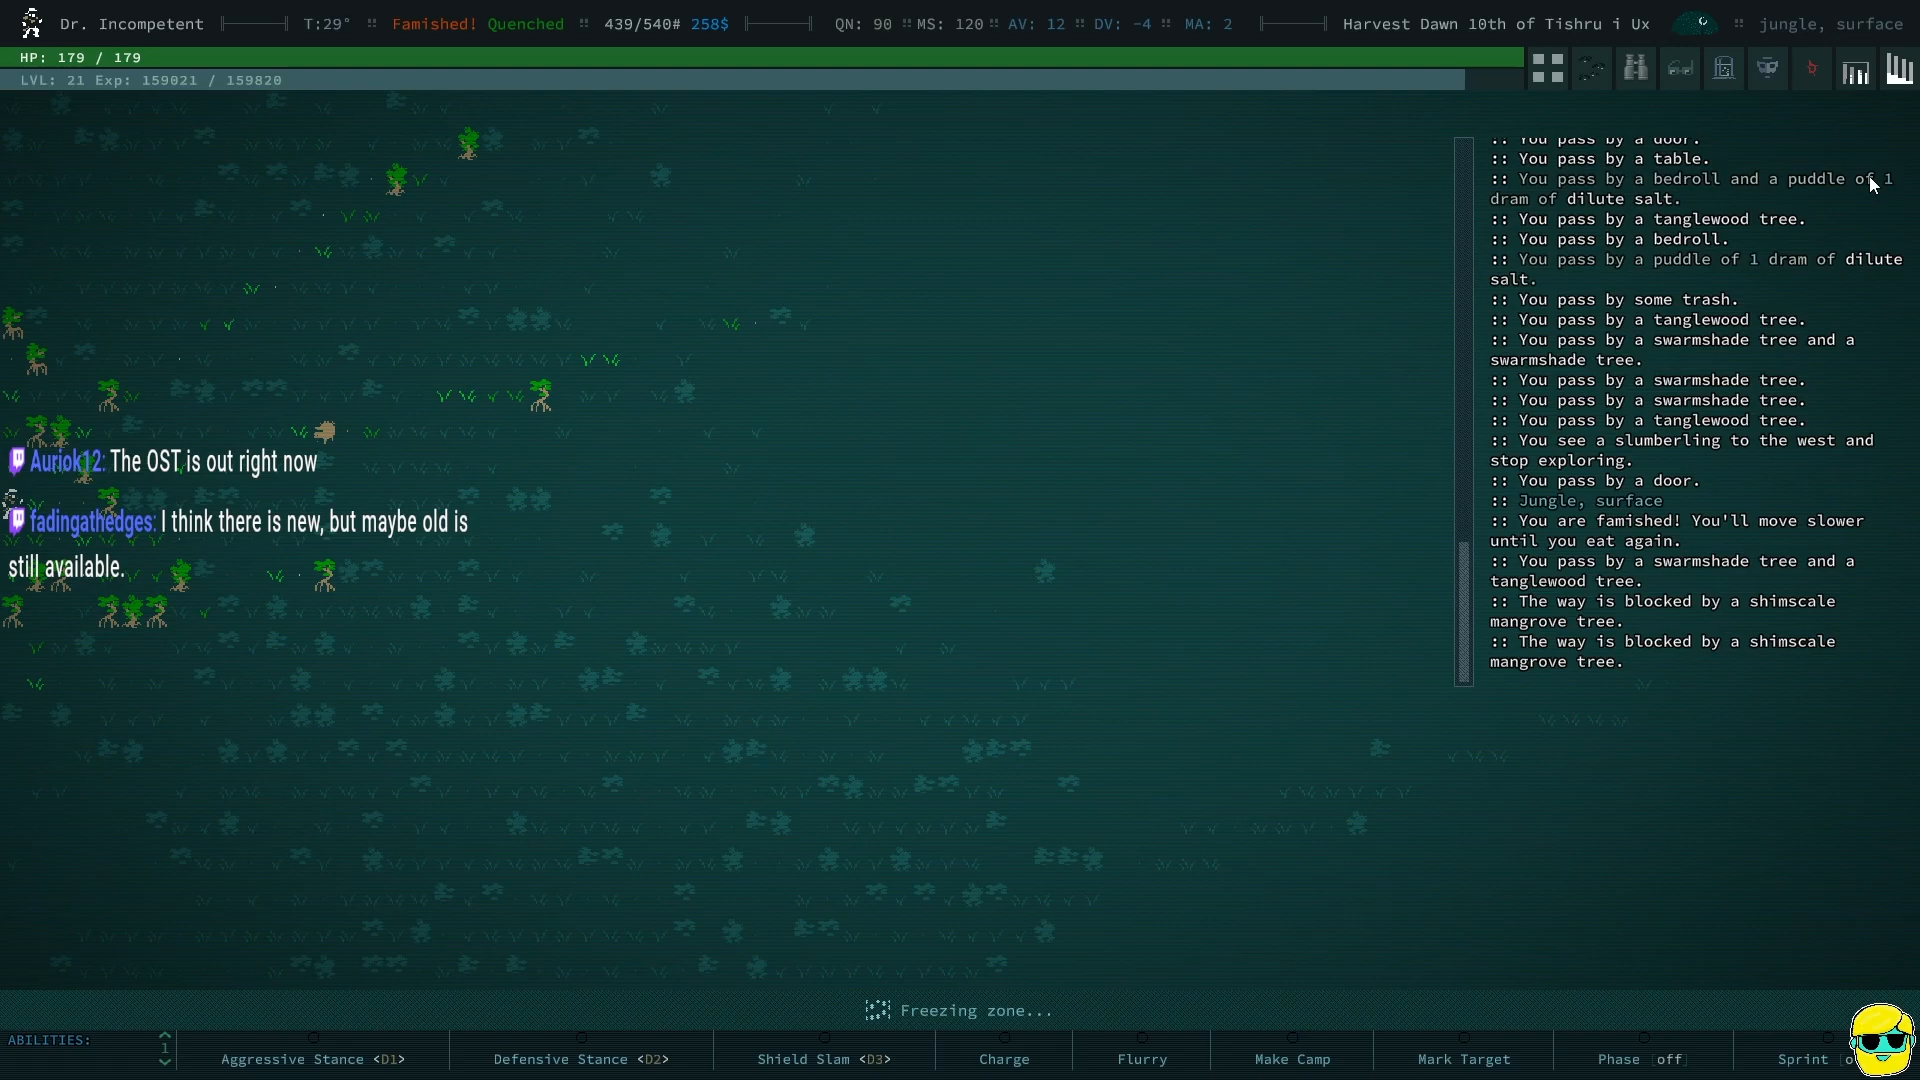 Dr. Incompetent T:29° :: Famished! Quenched :: 439/540# 258$ QN: 90 :: MS: 120 :: AV: 12 :: DV: -4 :: MA: 2 Harvest Dawn 10th of Tishru i Ux :: jungle, surface
HP: 179 / 179
LVL: 21 Exp: 159021 / 159820
:: You pass by a door.
:: You pass by a table.
:: You pass by a bedroll and a puddle of 1
dram of dilute salt.
:: You pass by a tanglewood tree.
:: You pass by a bedroll.
:: You pass by a puddle of 1 dram of dilute
salt.
:: You pass by some trash.
:: You pass by a tanglewood tree.
:: You pass by a swarmshade tree and a
swarmshade tree.
:: You pass by a swarmshade tree.
:: You pass by a swarmshade tree.
:: You pass by a tanglewood tree.
:: You see a slumberling to the west and
stop exploring.
:: You pass by a door.
:: Jungle, surface
:: You are famished! You'll move slower
until you eat again.
:: You pass by a swarmshade tree and a
tanglewood tree.
:: The way is blocked by a shimscale
mangrove tree.
:: The way is blocked by a shimscale
mangrove tree.
Auriok12: The OST is out right now
fadingathedges: I think there is new, but maybe old is
still available.
Freezing zone...
ABILITIES:
1
Aggressive Stance <D1> Defensive Stance <D2> Shield Slam <D3> Charge Flurry Make Camp Mark Target Phase [off] Sprint